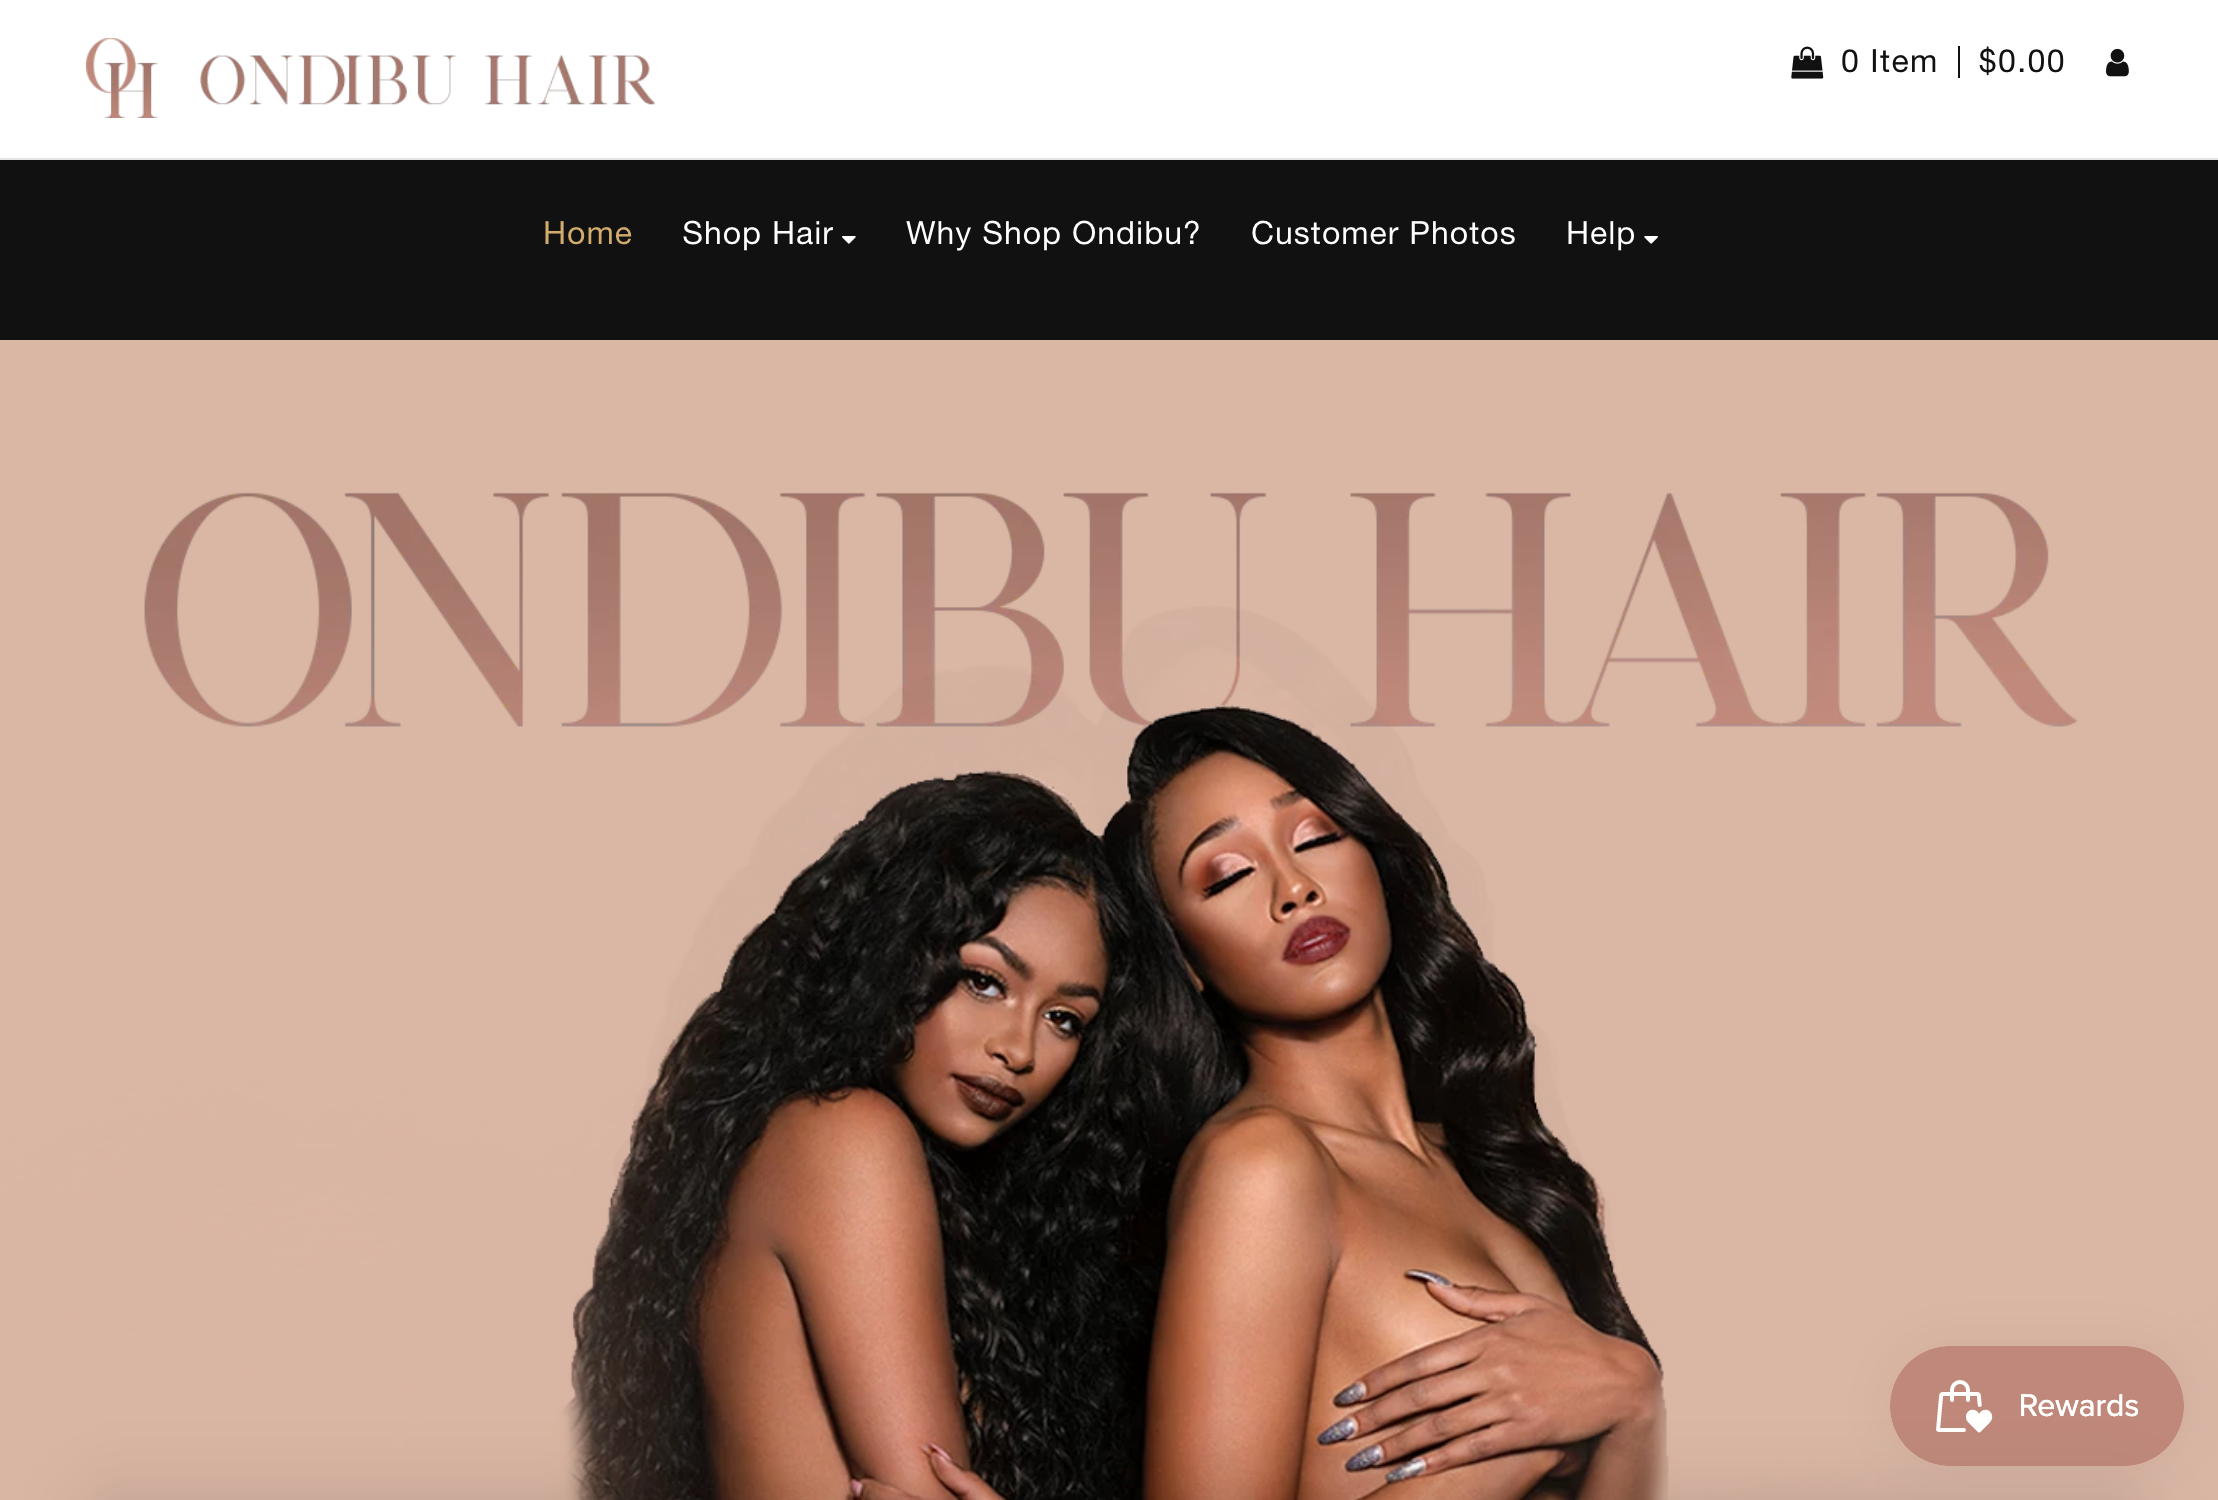 OH ONDIBU HAIR
0 Item | $0.00
Home Shop Hair Why Shop Ondibu? Customer Photos Help
ONDIBU HAIR
Rewards